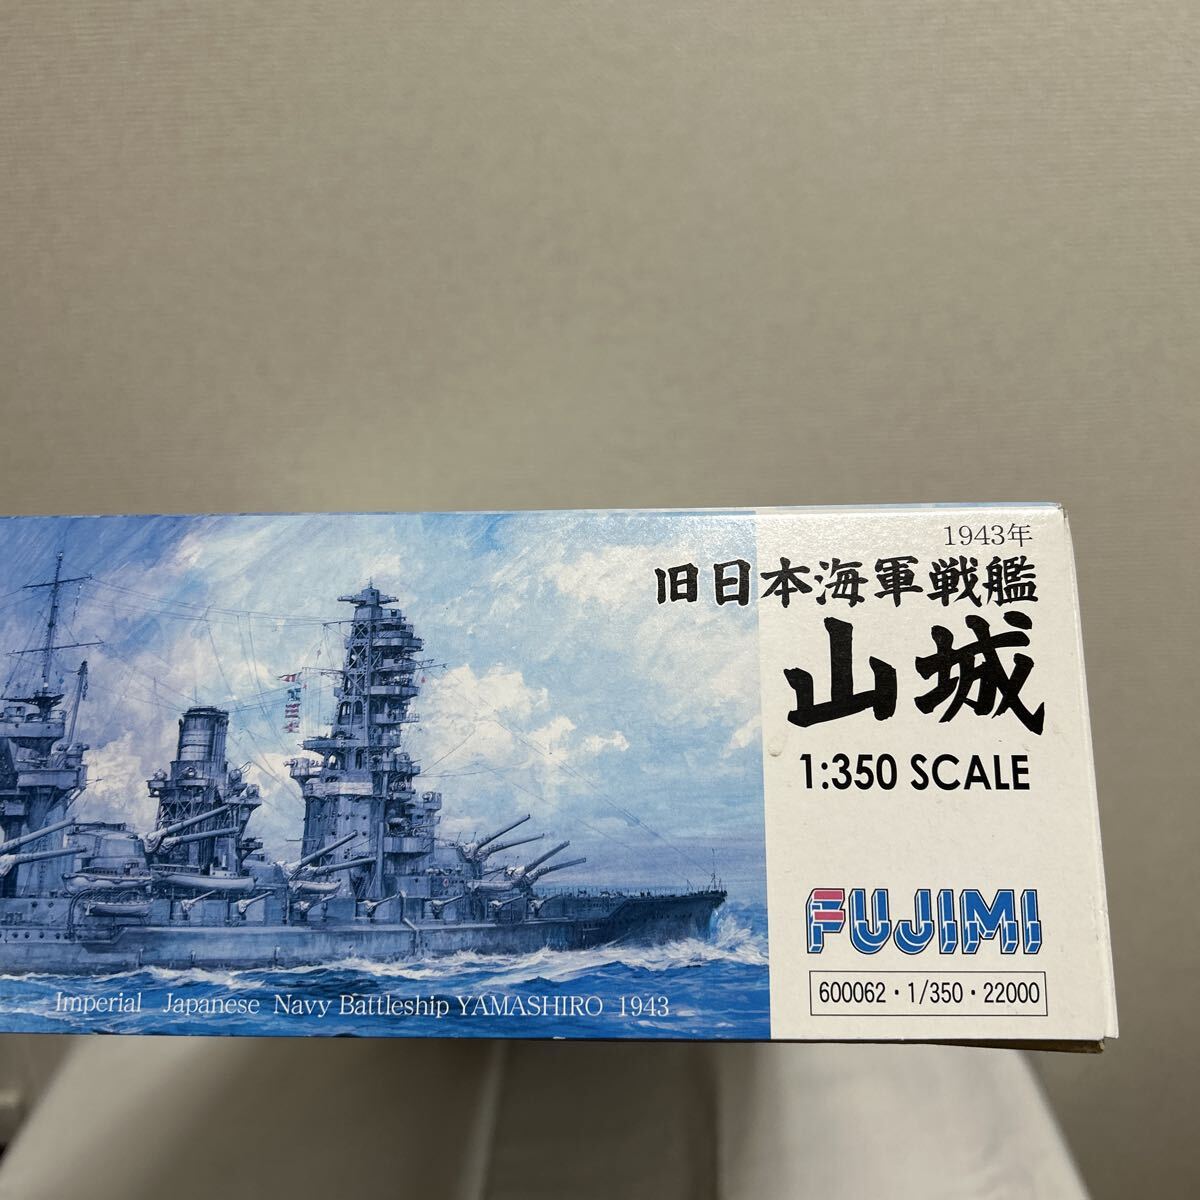 1943年
旧日本海軍戦艦
山城
1:350 SCALE
FUJIMI
600062・1/350・22000
Imperial Japanese Navy Battleship YAMASHIRO 1943